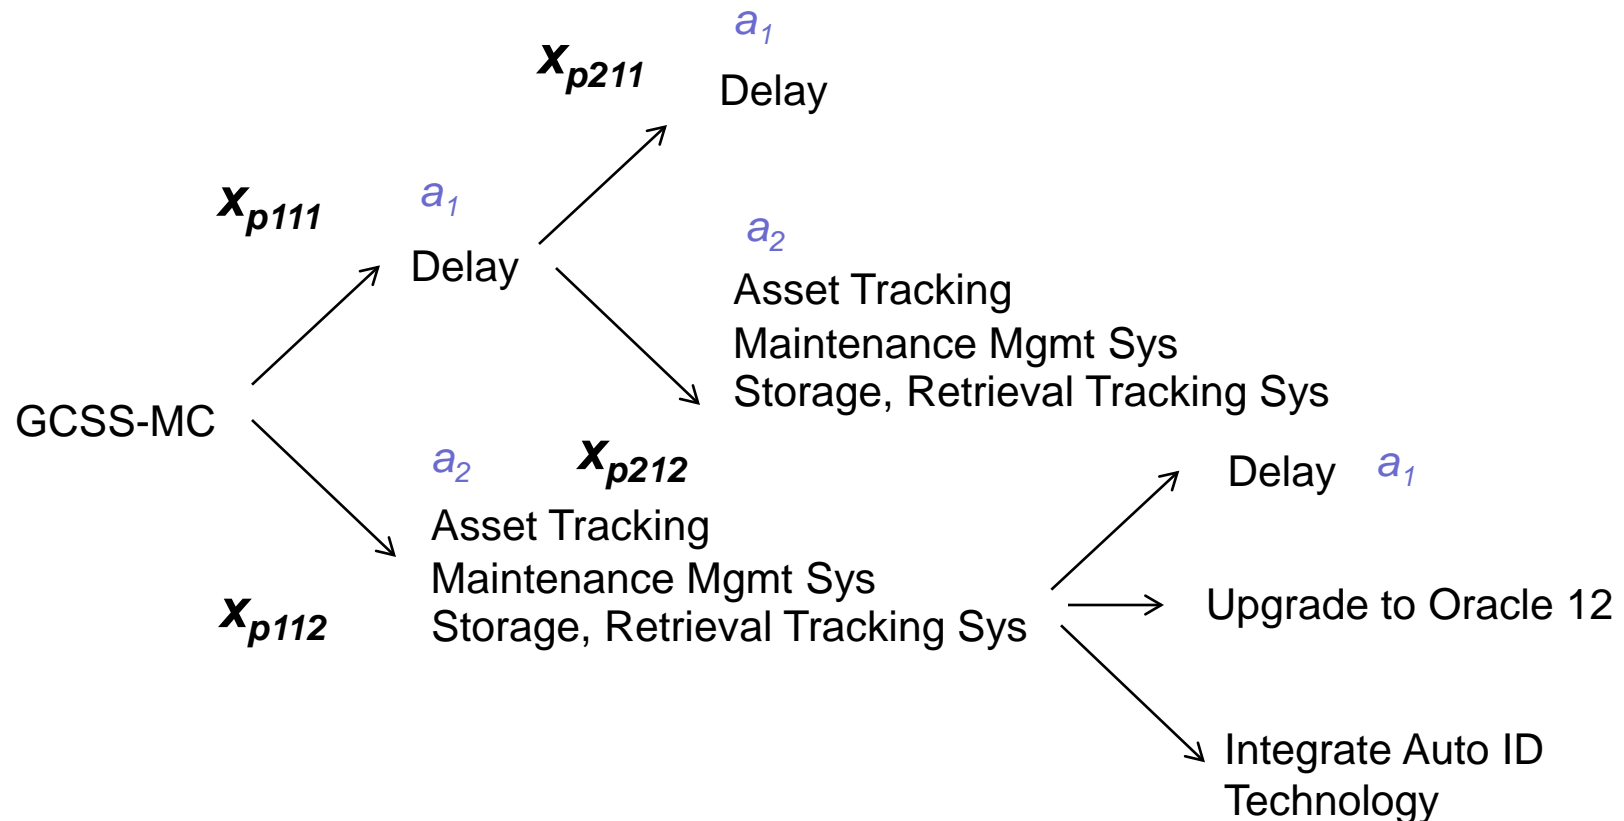 a1
xp211
Delay
xp111
a1
Delay
a2
Asset Tracking
Maintenance Mgmt Sys
Storage, Retrieval Tracking Sys
GCSS-MC
a2
xp212
Delay a1
Asset Tracking
Maintenance Mgmt Sys
Storage, Retrieval Tracking Sys
xp112
Upgrade to Oracle 12
Integrate Auto ID
Technology